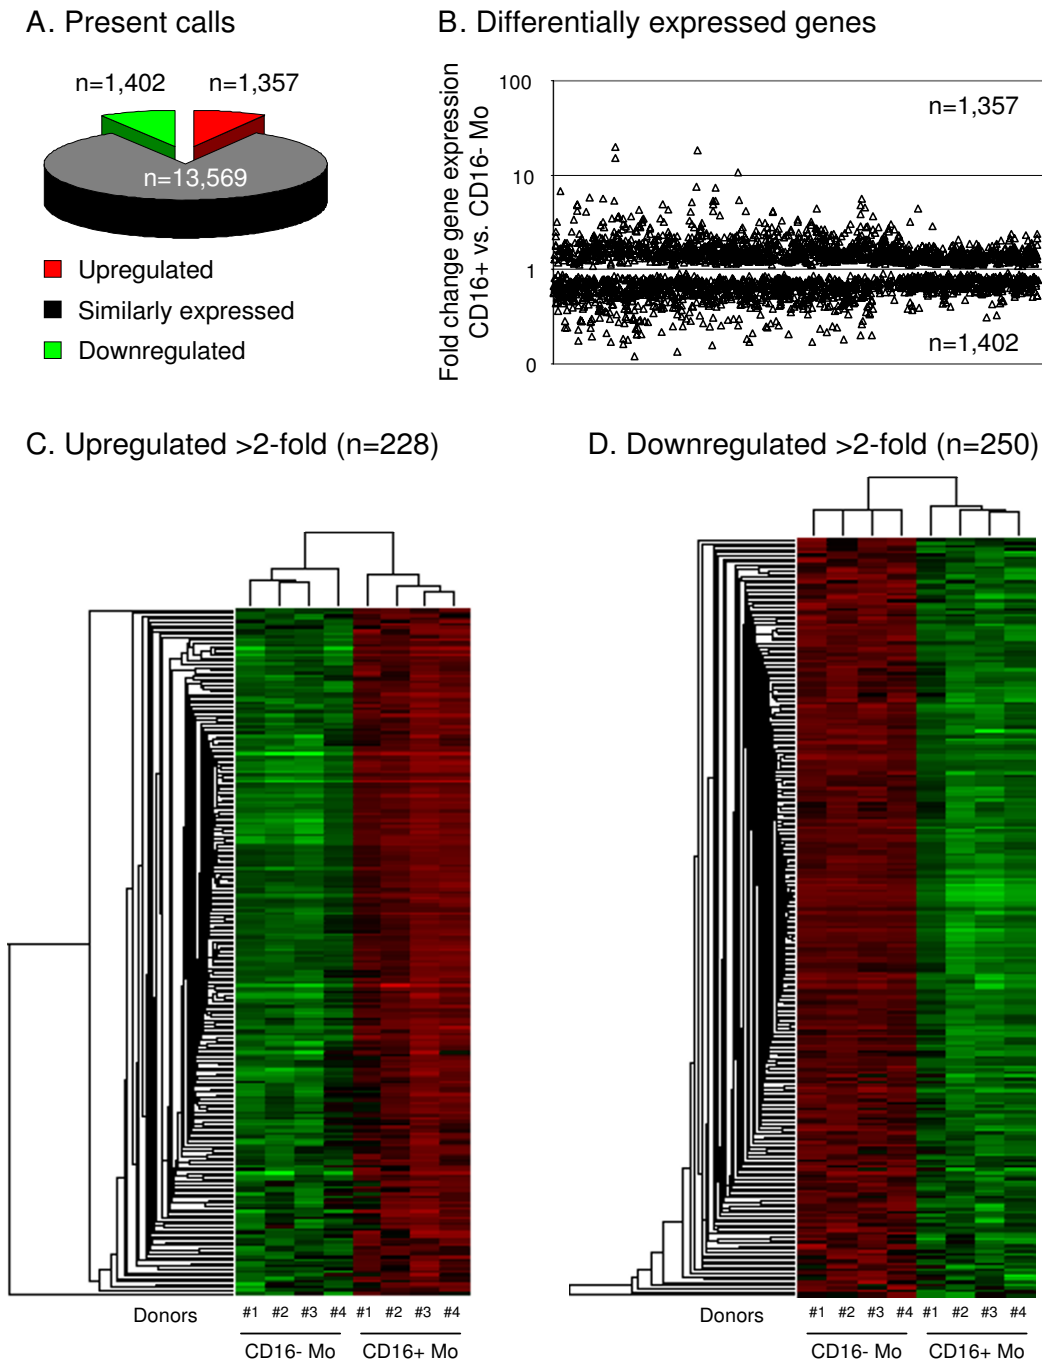 A. Present calls
n=1,402
n=1,357
n=13,569
Upregulated
Similarly expressed
Downregulated
B. Differentially expressed genes
Fold change gene expression
CD16+ vs. CD16- Mo
100
10
1
0
n=1,357
n=1,402
C. Upregulated >2-fold (n=228)
Donors
#1 #2 #3 #4 #1 #2 #3 #4
CD16- Mo CD16+ Mo
D. Downregulated >2-fold (n=250)
Donors
#1 #2 #3 #4 #1 #2 #3 #4
CD16- Mo CD16+ Mo